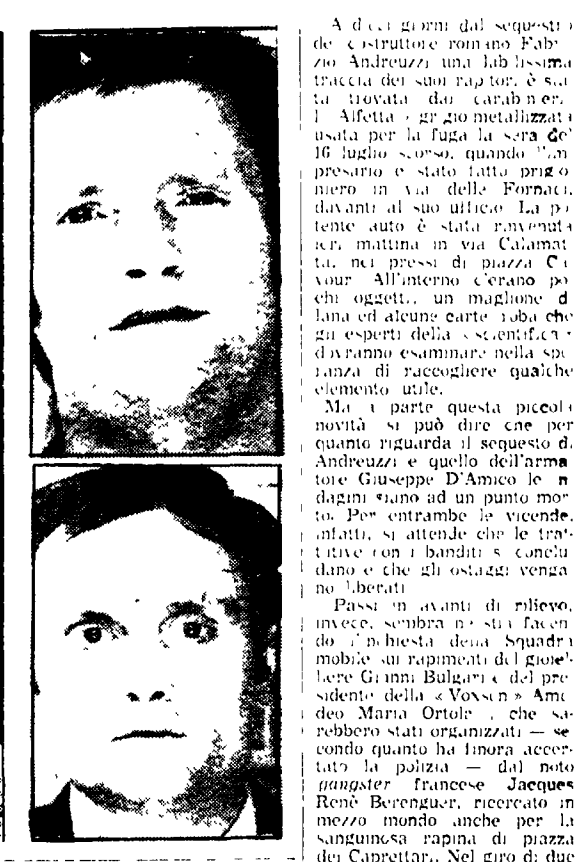 A dieci giorni dal sequestro
del costruttore romano Fabri
zio Andreuzzi una labilissima
traccia dei suoi rapitori è sta
ta trovata dai carabinieri
l'Alfetta grigio metallizzata
usata per la fuga la sera del
16 luglio scorso, quando l'im
presario è stato fatto prigio
niero in via delle Fornaci,
davanti al suo ufficio La po
tente auto è stata rinvenuta
ieri mattina in via Calamat
ta, nei pressi di piazza Ca
vour All'interno c'erano po
chi oggetti, un maglione di
lana ed alcune carte roba che
gli esperti della «scientifica»
dovranno esaminare nella spe
ranza di raccogliere qualche
elemento utile.
Ma a parte questa piccola
novità si può dire che per
quanto riguarda il sequesto di
Andreuzzi e quello dell'arma
tore Giuseppe D'Amico le in
dagini siano ad un punto mor
to. Per entrambe le vicende,
infatti, si attende che le trat
tative con i banditi si conclu
dano e che gli ostaggi venga
no liberati
Passi in avanti di rilievo,
invece, sembra ne stia facen
do l'inchiesta della Squadra
mobile sui rapimenti del gioiel
liere Gianni Bulgari e del pre
sidente della «Voxson» Ame
deo Maria Ortolani, che sa
rebbero stati organizzati — se
condo quanto ha finora accer
tato la polizia — dal noto
gangster francese Jacques
Renè Berenguer, ricercato in
mezzo mondo anche per la
sanguinosa rapina di piazza
dei Caprettari. Nel giro di due